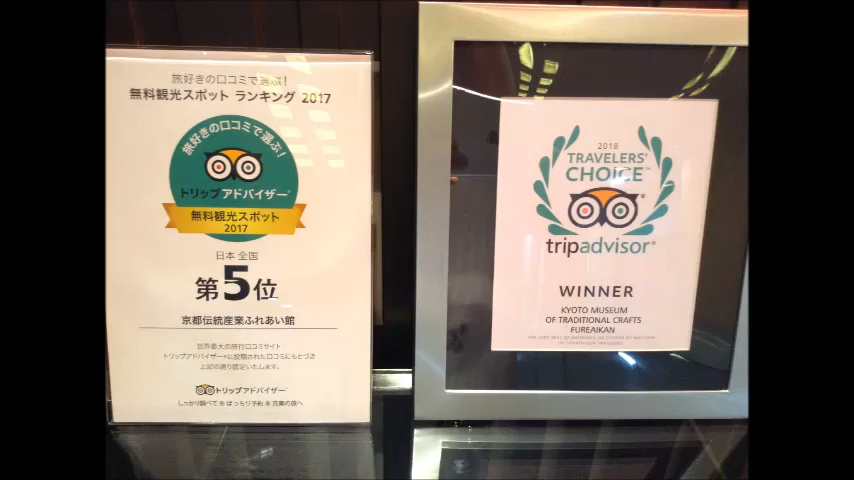 旅好きの口コミで選ぶ!
無料観光スポット ランキング 2017
旅好きの口コミで選ぶ!
トリップアドバイザー®
無料観光スポット
2017
日本 全国
第5位
京都伝統産業ふれあい館
世界最大の旅行口コミサイト
トリップアドバイザー®に投稿された口コミにもとづき
上記の通り認定いたします。
トリップアドバイザー
2018
TRAVELERS'
CHOICE™
tripadvisor®
WINNER
KYOTO MUSEUM
OF TRADITIONAL CRAFTS
FUREAIKAN